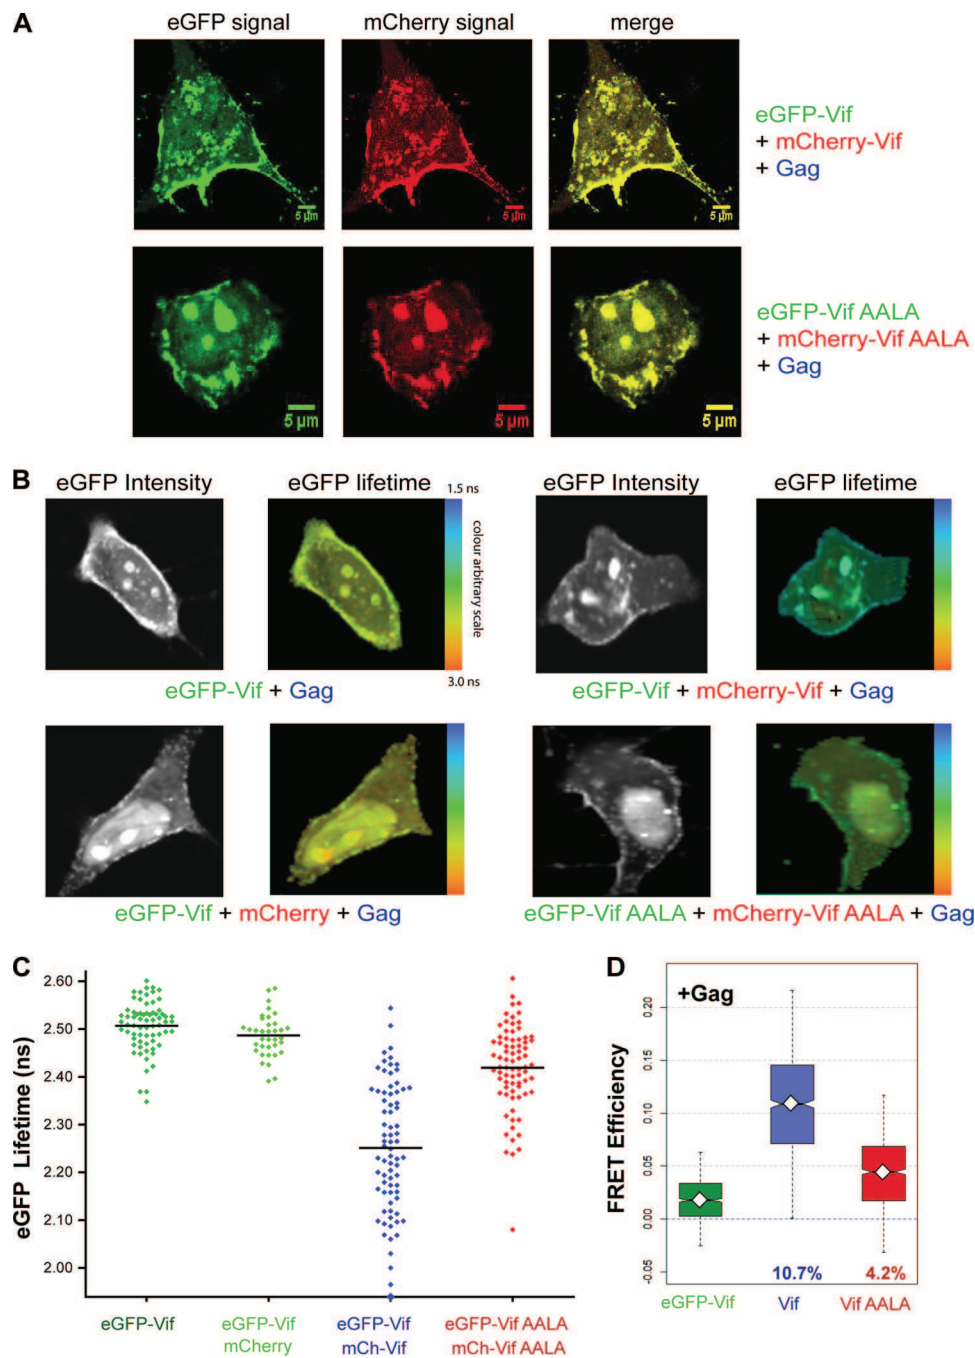 A
eGFP signal
mCherry signal
merge
5 µm
5 µm
5 µm
eGFP-Vif
+ mCherry-Vif
+ Gag
5 µm
5 µm
5 µm
eGFP-Vif AALA
+ mCherry-Vif AALA
+ Gag
B
eGFP Intensity
eGFP lifetime
1.5 ns
colour arbitrary scale
3.0 ns
eGFP Intensity
eGFP lifetime
eGFP-Vif + Gag
eGFP-Vif + mCherry-Vif + Gag
eGFP-Vif + mCherry + Gag
eGFP-Vif AALA + mCherry-Vif AALA + Gag
C
eGFP Lifetime (ns)
2.60
2.50
2.40
2.30
2.20
2.10
2.00
eGFP-Vif
eGFP-Vif
mCherry
eGFP-Vif
mCh-Vif
eGFP-Vif AALA
mCh-Vif AALA
D
+Gag
FRET Efficiency
0.20
0.15
0.10
0.05
0.00
-0.05
10.7%
4.2%
eGFP-Vif
Vif
Vif AALA